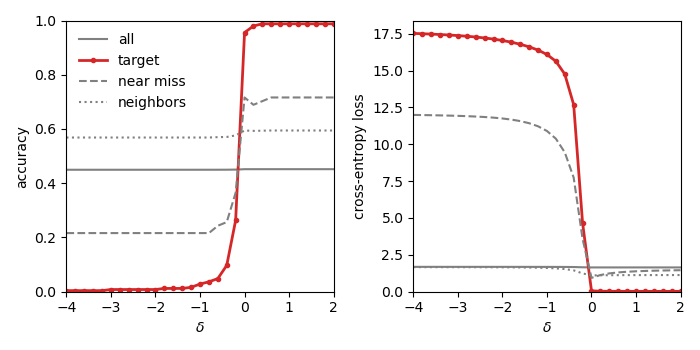 1.0
0.8
0.6
0.4
0.2
0.0
accuracy
all
target
near miss
neighbors
−4 −3 −2 −1 0 1 2
δ
17.5
15.0
12.5
10.0
7.5
5.0
2.5
0.0
cross-entropy loss
−4 −3 −2 −1 0 1 2
δ